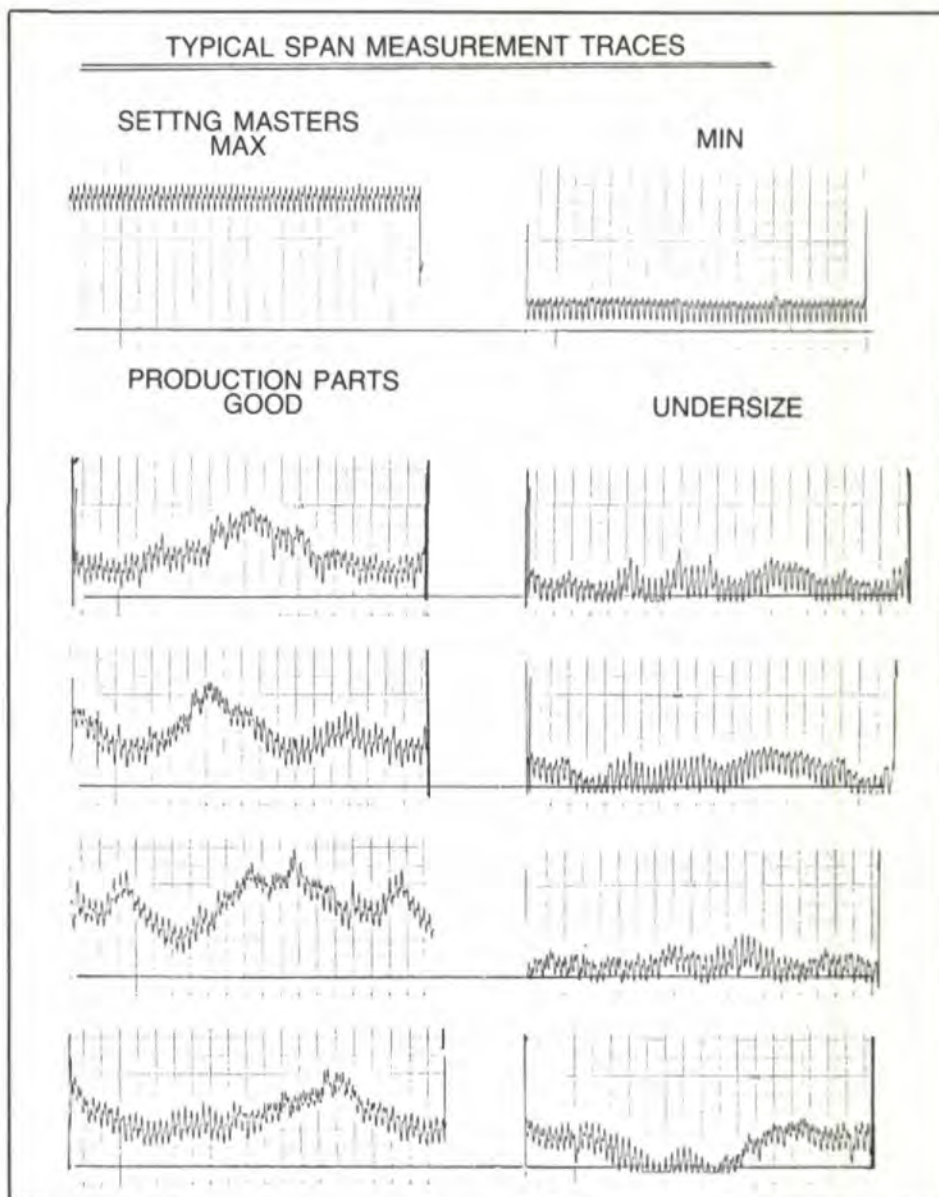 TYPICAL SPAN MEASUREMENT TRACES
SETTNG MASTERS
MAX
MIN
PRODUCTION PARTS
GOOD
UNDERSIZE